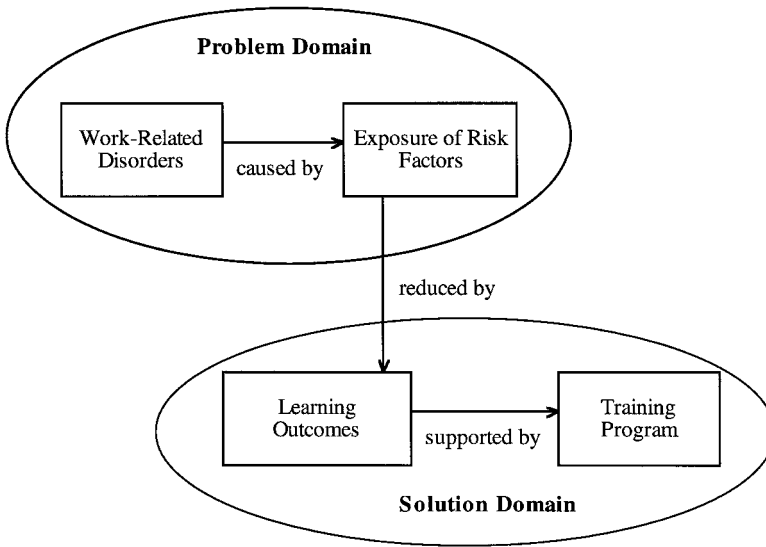 Problem Domain
Work-Related
Disorders
caused by
Exposure of Risk
Factors
reduced by
Learning
Outcomes
supported by
Training
Program
Solution Domain